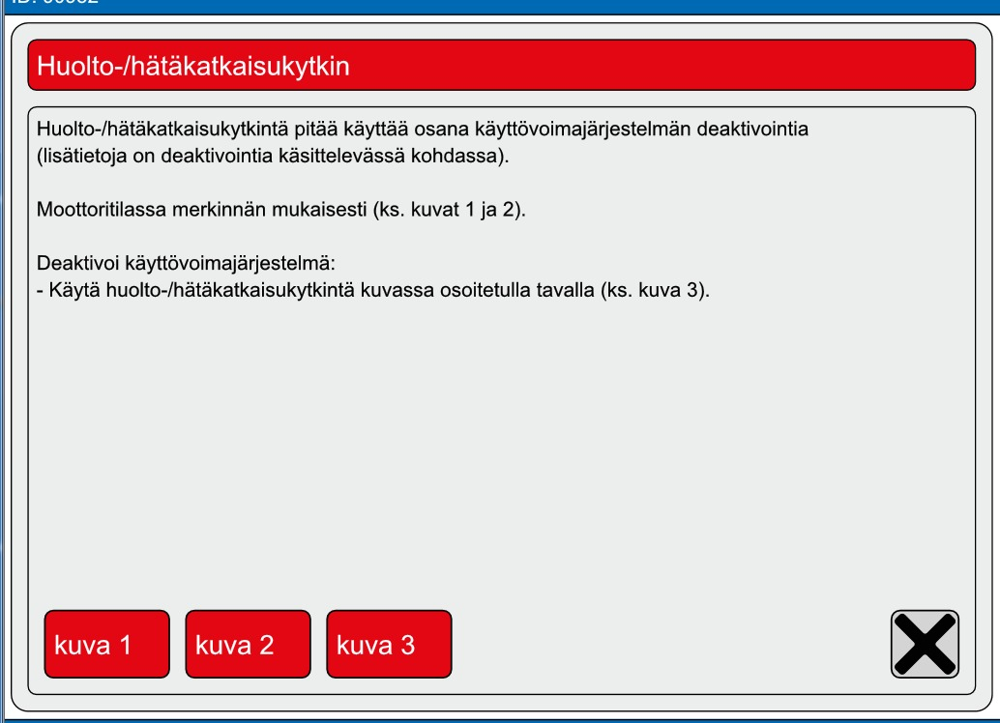 Huolto-/hätäkatkaisukytkin
Huolto-/hätäkatkaisukytkintä pitää käyttää osana käyttövoimajärjestelmän deaktivointia
(lisätietoja on deaktivointia käsittelevässä kohdassa).
Moottoritilassa merkinnän mukaisesti (ks. kuvat 1 ja 2).
Deaktivoi käyttövoimajärjestelmä:
- Käytä huolto-/hätäkatkaisukytkintä kuvassa osoitetulla tavalla (ks. kuva 3).
kuva 1
kuva 2
kuva 3